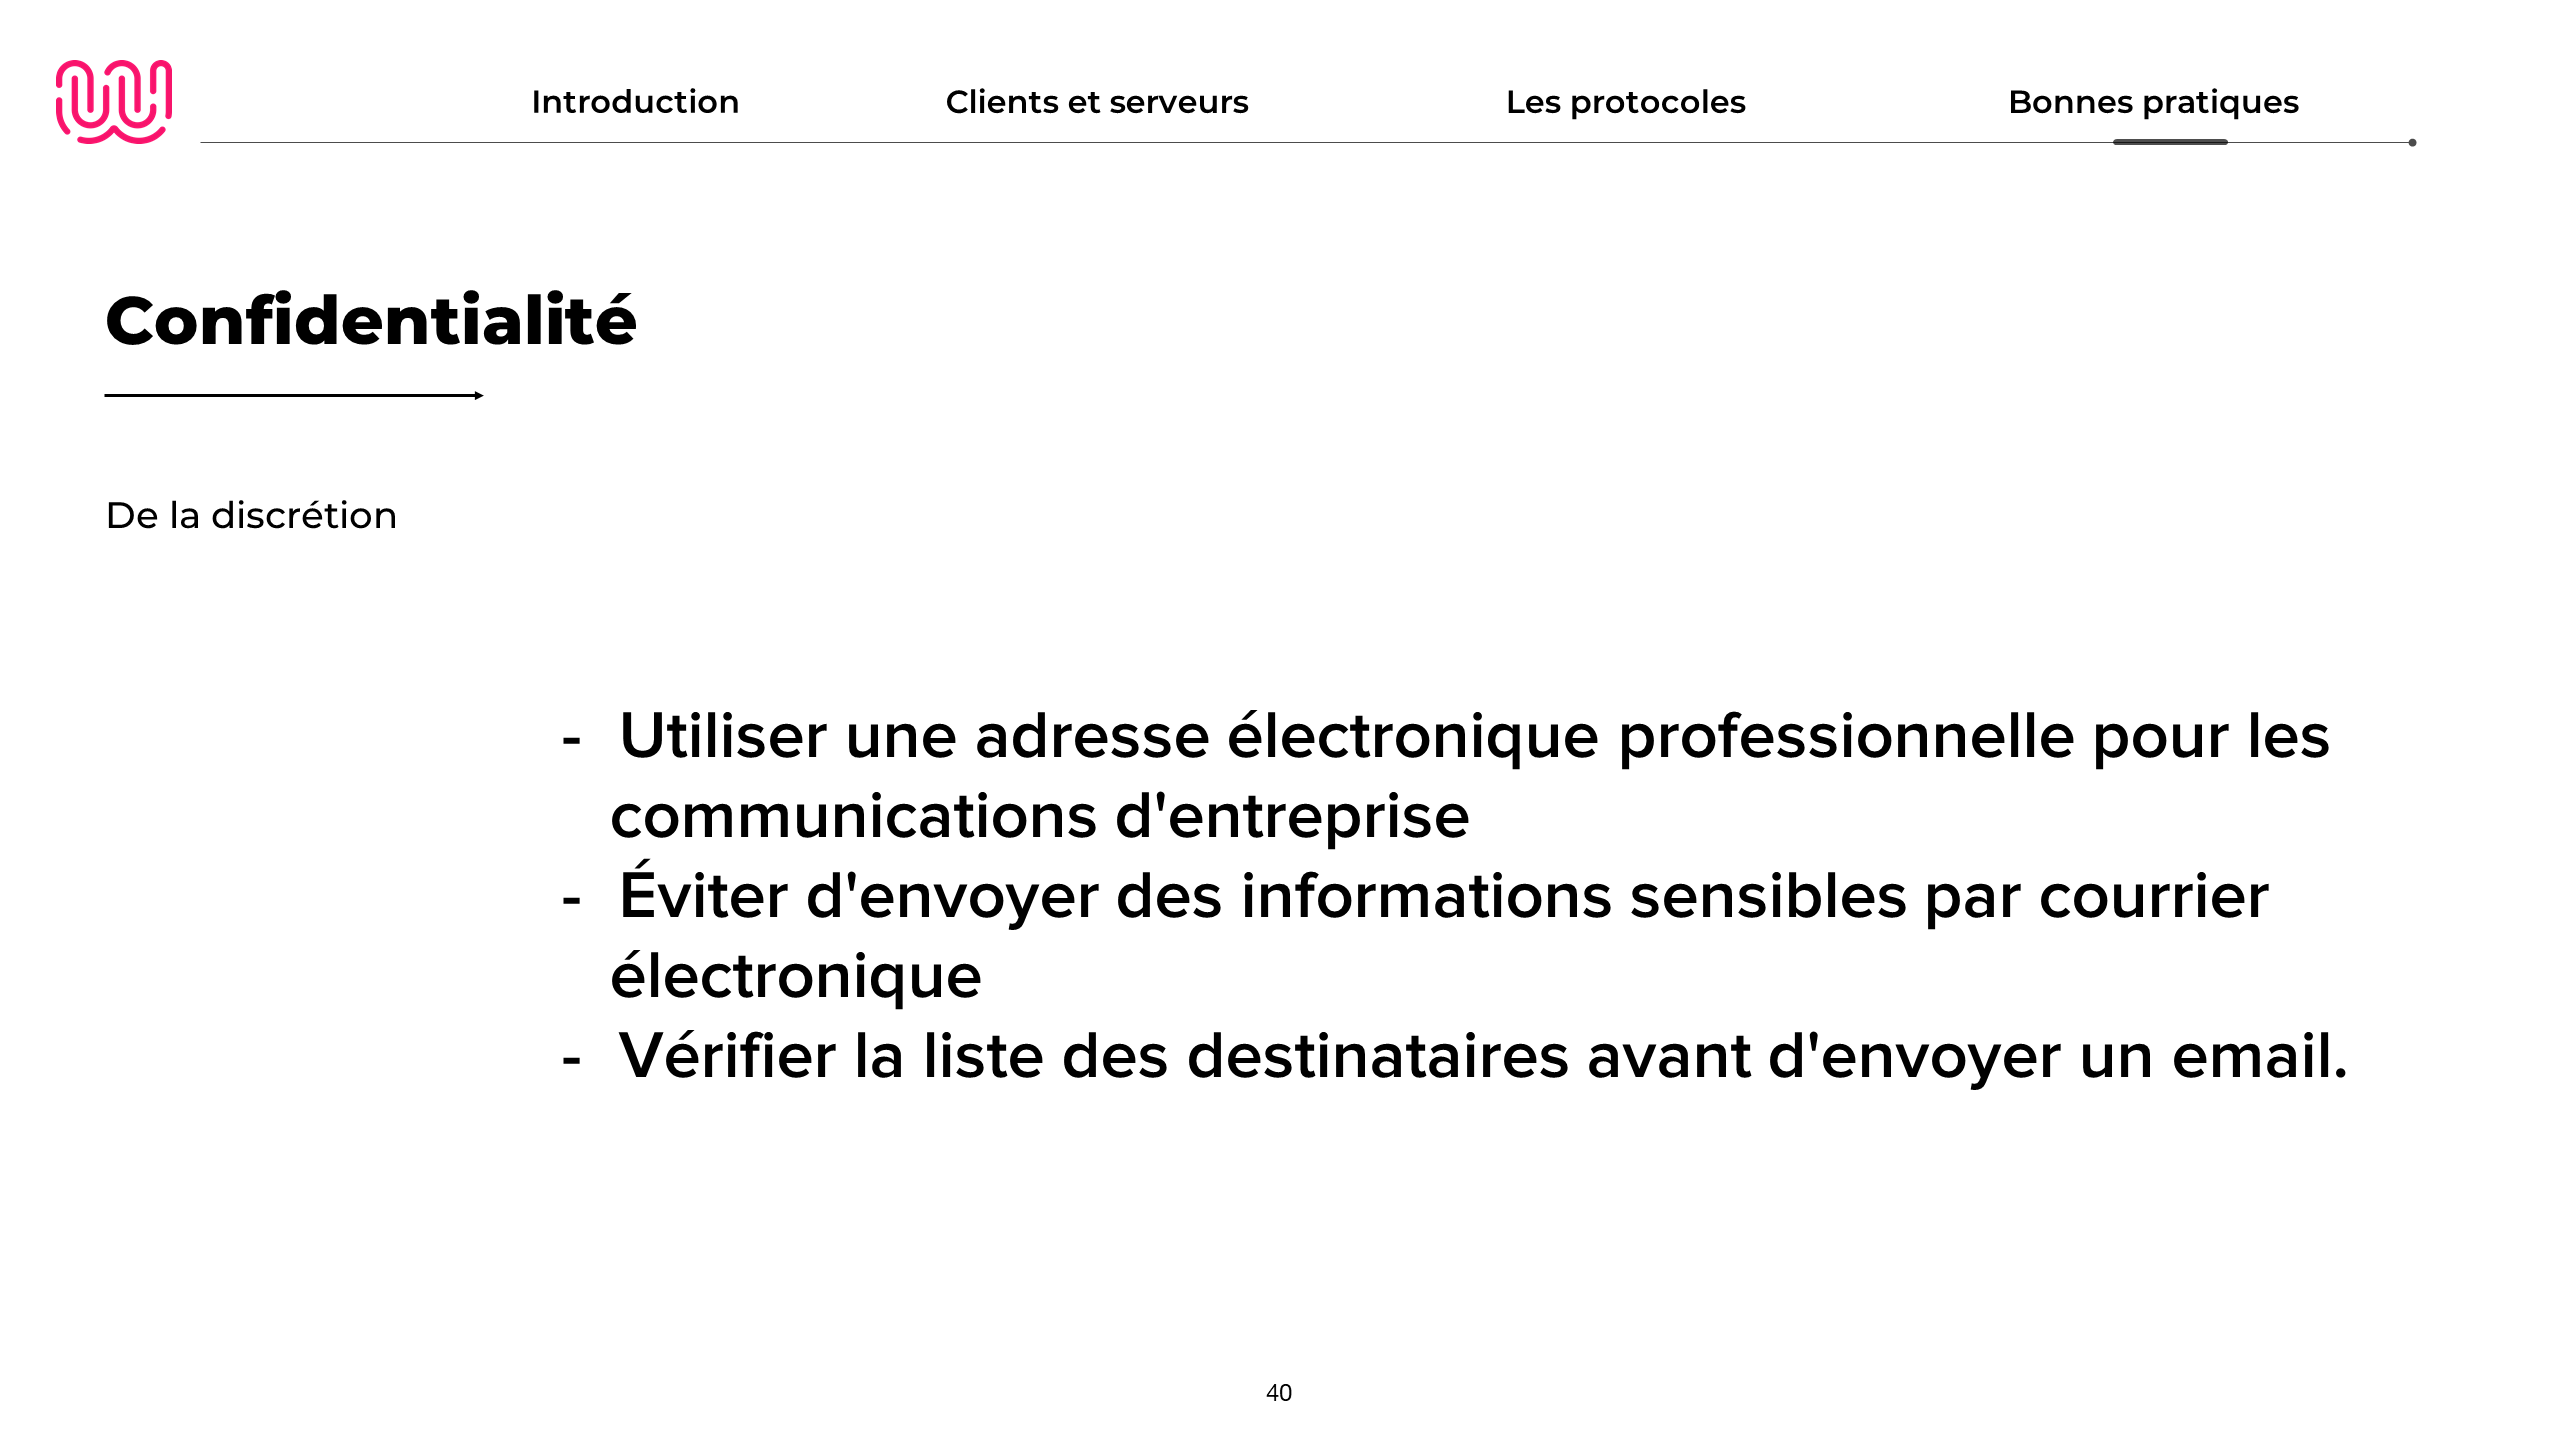 Introduction
Clients et serveurs
Les protocoles
Bonnes pratiques
Confidentialité
De la discrétion
- Utiliser une adresse électronique professionnelle pour les
communications d'entreprise
- Éviter d'envoyer des informations sensibles par courrier
électronique
- Vérifier la liste des destinataires avant d'envoyer un email.
40